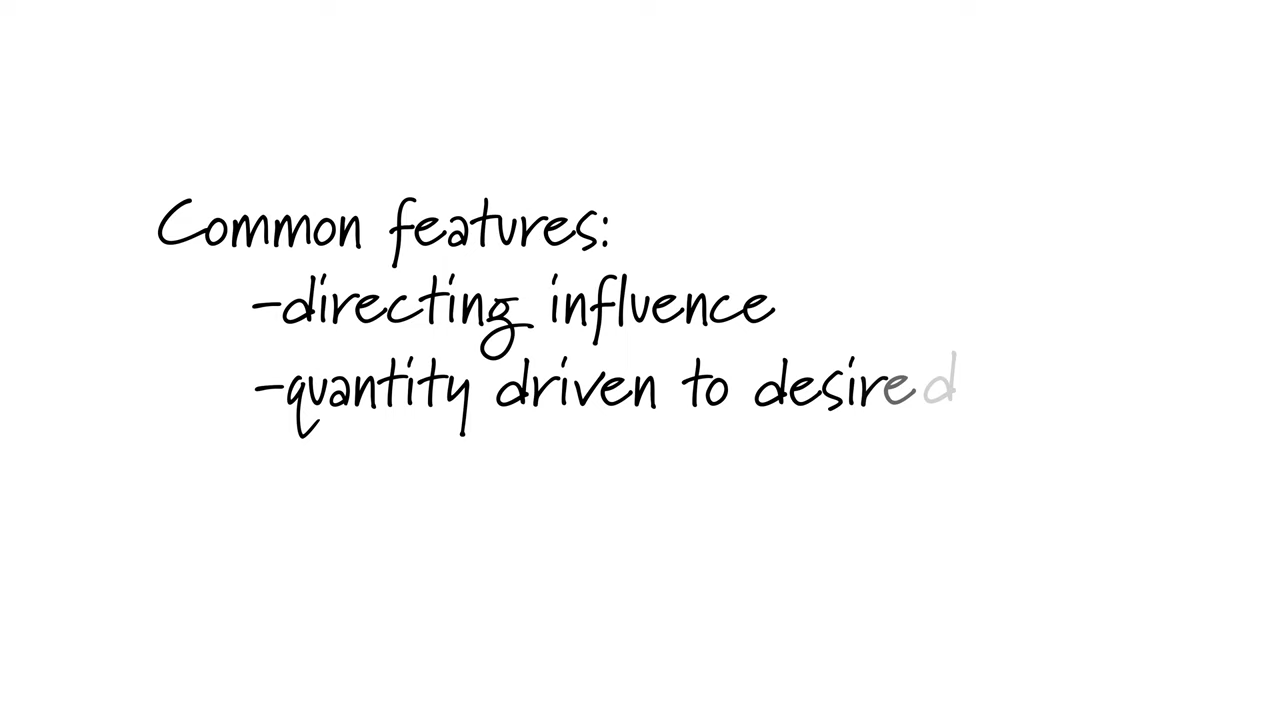 Common features:
-directing influence
-quantity driven to desired